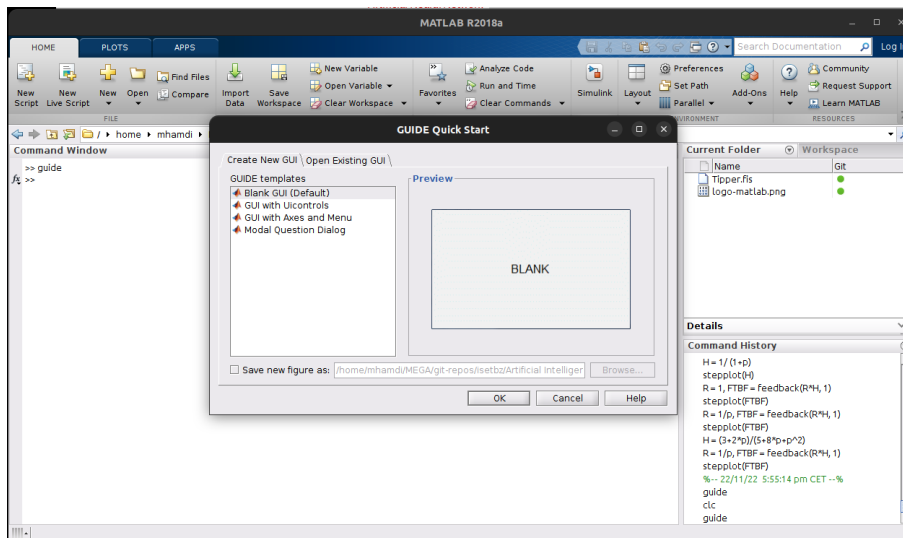 MATLAB R2018a
HOME PLOTS APPS
Search Documentation
Log I
New Script
New Live Script
New
Open
Find Files
Compare
FILE
Import Data
Save Workspace
New Variable
Open Variable
Clear Workspace
Favorites
Analyze Code
Run and Time
Clear Commands
Simulink
Layout
Preferences
Set Path
Parallel
Add-Ons
VIRONMENT
Help
Community
Request Support
Learn MATLAB
RESOURCES
/ home mhamdi
Command Window
>> guide
fx >>
GUIDE Quick Start
Create New GUI Open Existing GUI
GUIDE templates
Blank GUI (Default)
GUI with Uicontrols
GUI with Axes and Menu
Modal Question Dialog
Preview
BLANK
Save new figure as: /home/mhamdi/MEGA/git-repos/isetbz/Artificial Intelliger
Browse...
OK Cancel Help
Current Folder Workspace
Name Git
Tipper.fis
logo-matlab.png
Details
Command History
H = 1/ (1+p)
stepplot(H)
R = 1, FTBF = feedback(R*H, 1)
stepplot(FTBF)
R = 1/p, FTBF = feedback(R*H, 1)
stepplot(FTBF)
H = (3+2*p)/(5+8*p+p^2)
R = 1/p, FTBF = feedback(R*H, 1)
stepplot(FTBF)
%-- 22/11/22 5:55:14 pm CET --%
guide
clc
guide